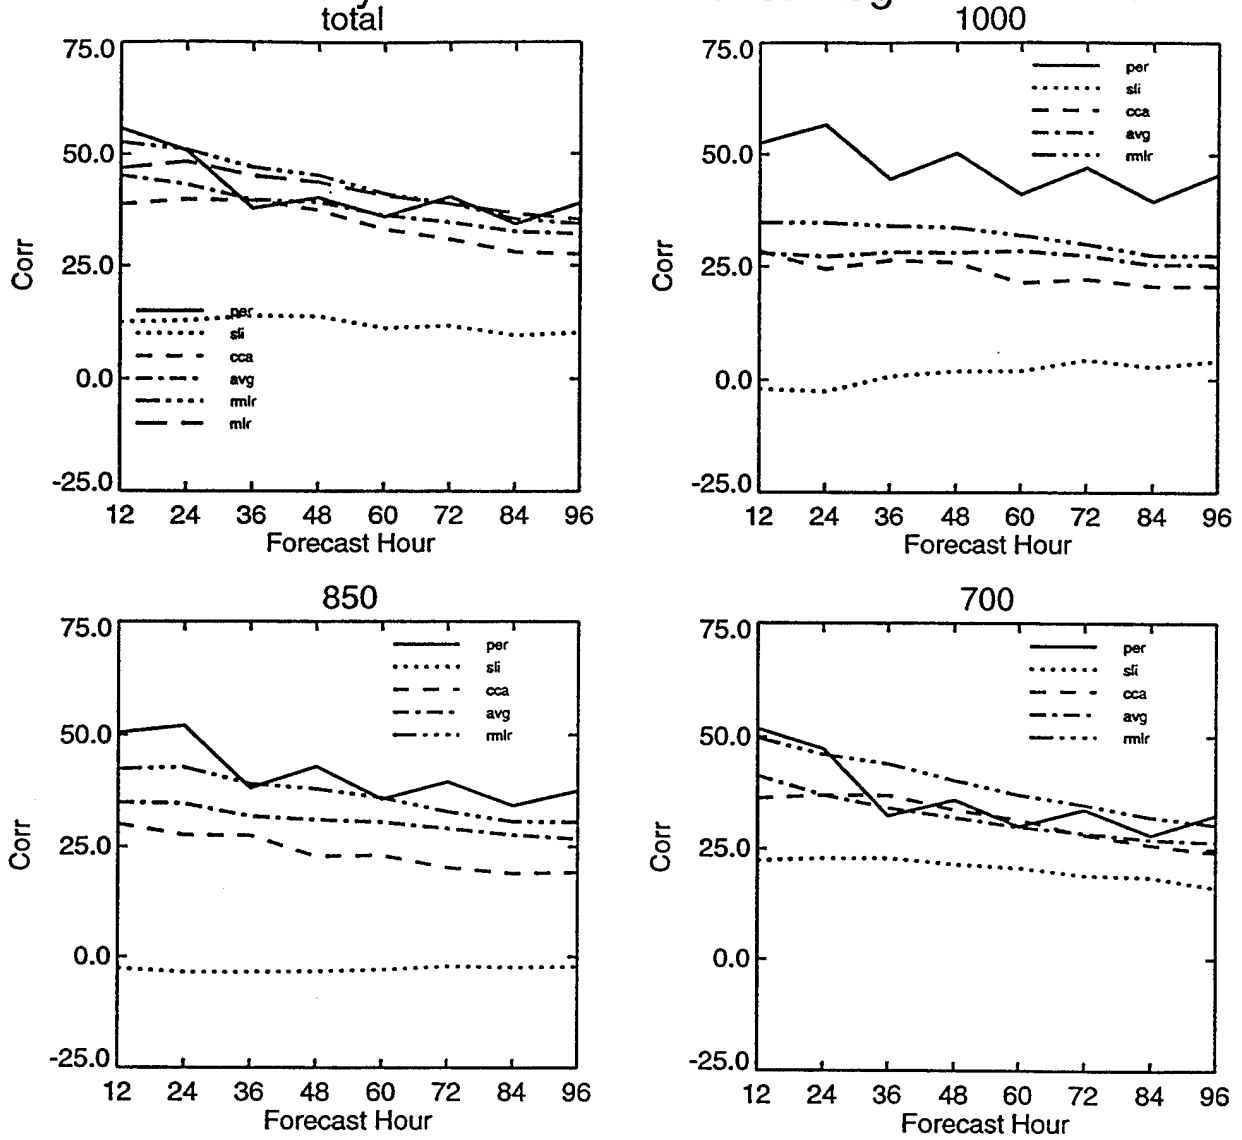 total
75.0
50.0
25.0
0.0
-25.0
Corr
per
sli
cca
avg
rmlr
mlr
12 24 36 48 60 72 84 96
Forecast Hour
1000
75.0
50.0
25.0
0.0
-25.0
Corr
per
sli
cca
avg
rmlr
12 24 36 48 60 72 84 96
Forecast Hour
850
75.0
50.0
25.0
0.0
-25.0
Corr
per
sli
cca
avg
rmlr
12 24 36 48 60 72 84 96
Forecast Hour
700
75.0
50.0
25.0
0.0
-25.0
Corr
per
sli
cca
avg
rmlr
12 24 36 48 60 72 84 96
Forecast Hour